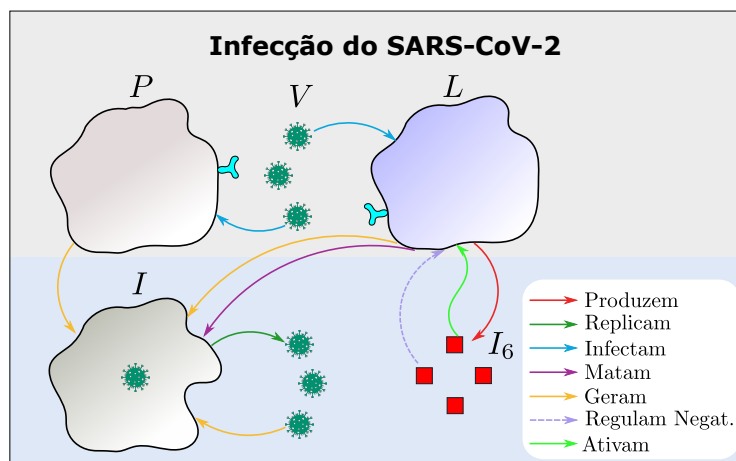 Infecção do SARS-CoV-2
P
V
L
I
I₆
Produzem
Replicam
Infectam
Matam
Geram
Regulam Negat.
Ativam